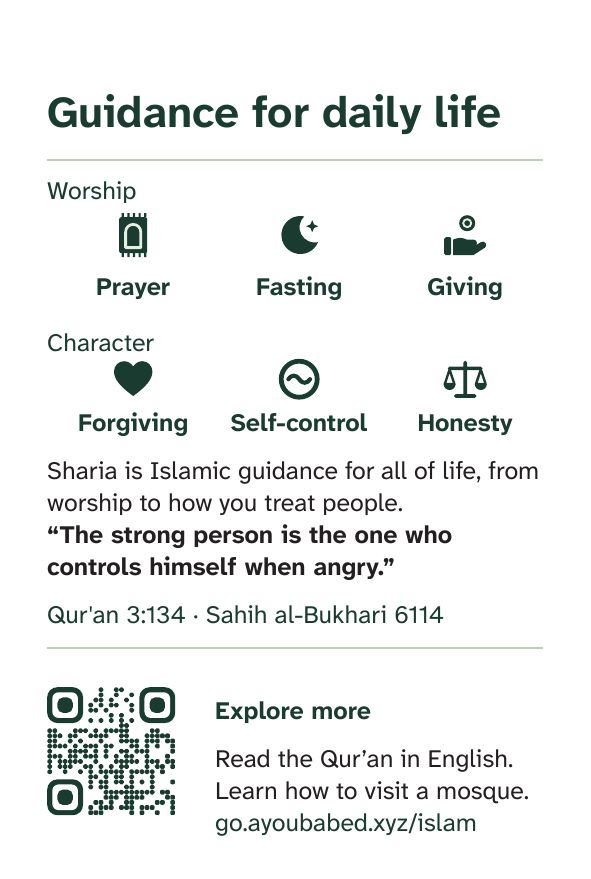 Guidance for daily life
Worship
Prayer
Fasting
Giving
Character
Forgiving
Self-control
Honesty
Sharia is Islamic guidance for all of life, from
worship to how you treat people.
“The strong person is the one who
controls himself when angry.”
Qur'an 3:134 · Sahih al-Bukhari 6114
Explore more
Read the Qur’an in English.
Learn how to visit a mosque.
go.ayoubabed.xyz/islam